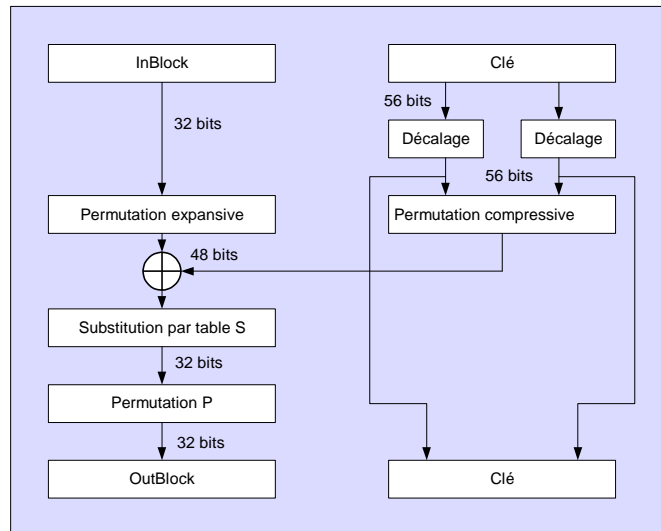 InBlock
Clé
56 bits
32 bits
Décalage
Décalage
56 bits
Permutation expansive
Permutation compressive
48 bits
Substitution par table S
32 bits
Permutation P
32 bits
OutBlock
Clé